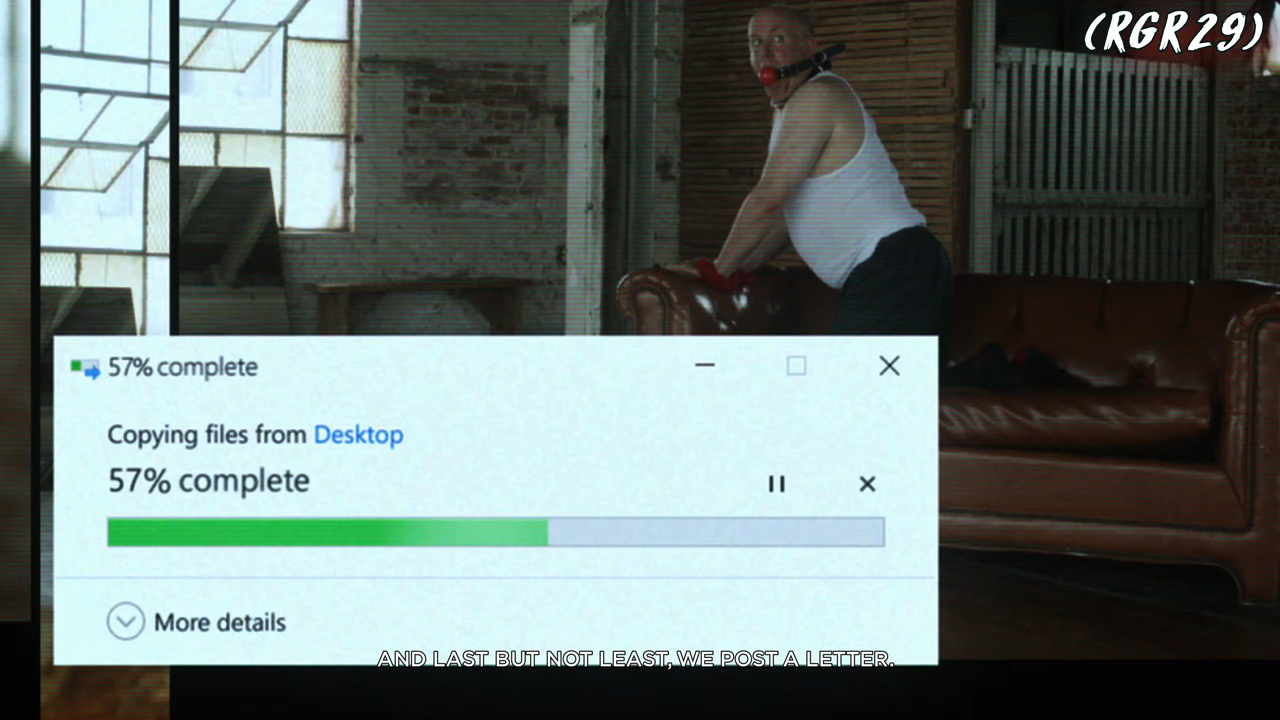 (RGR29)
57% complete
Copying files from Desktop
57% complete
More details
AND LAST BUT NOT LEAST, WE POST A LETTER.